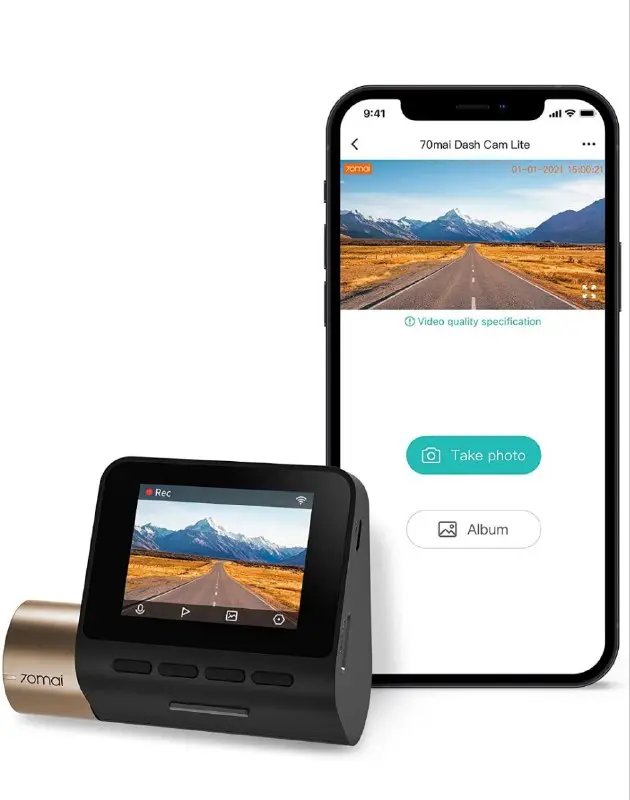 9:41
70mai Dash Cam Lite
70mai
01-01-2021 15:00:21
Video quality specification
Take photo
Album
Rec
70mai